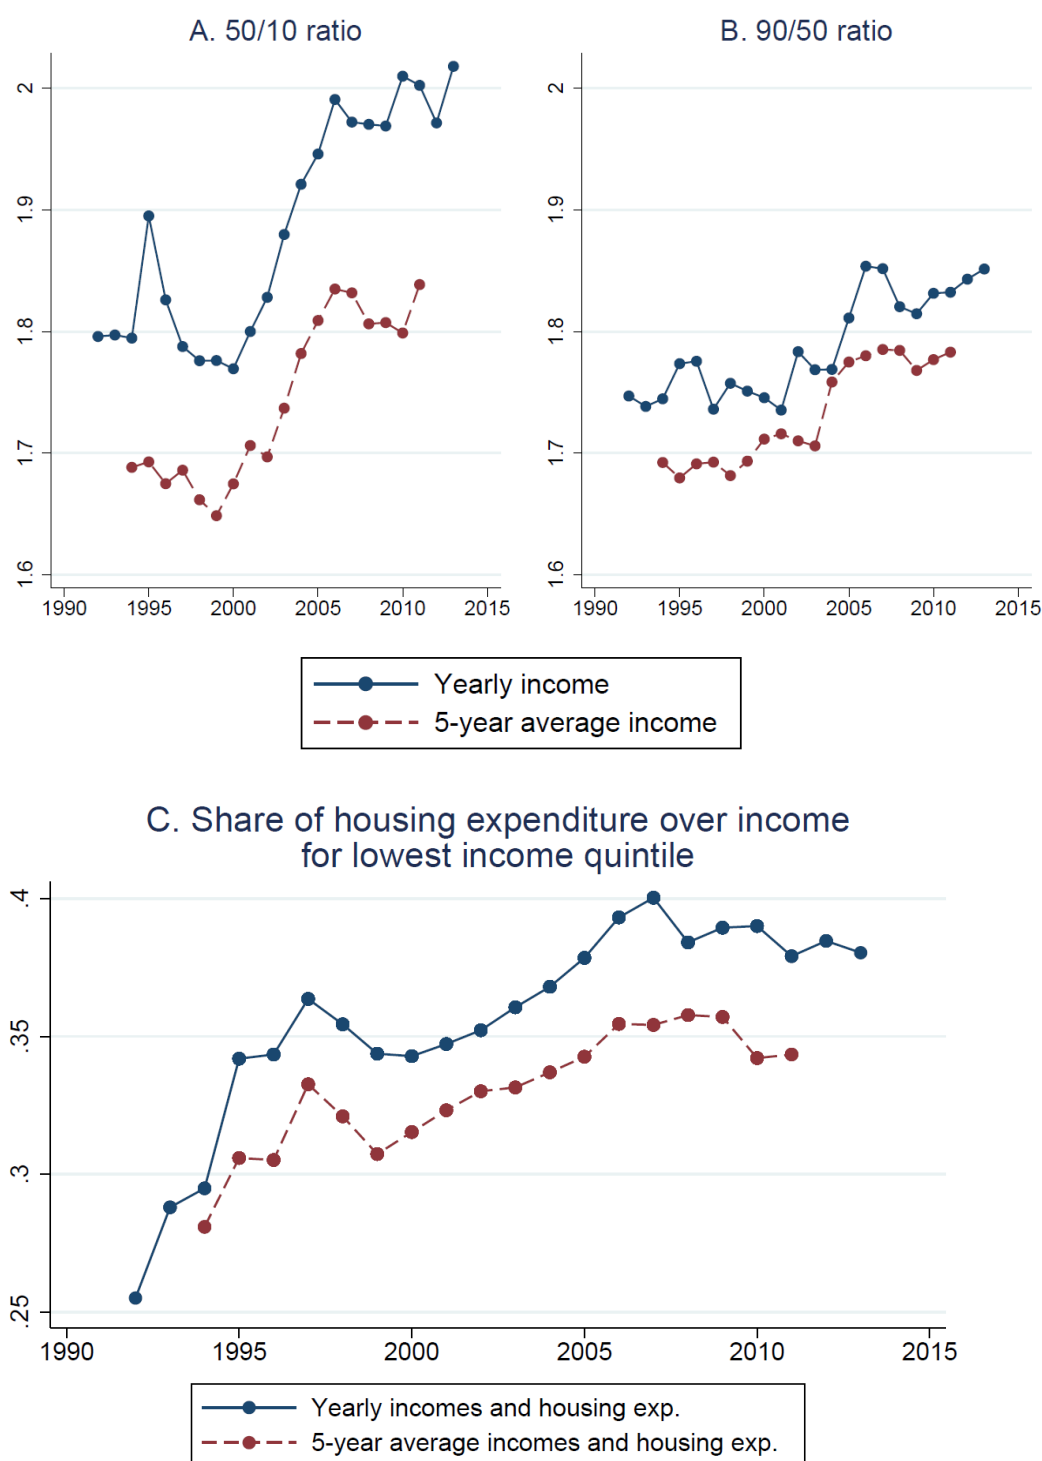 A. 50/10 ratio
2
1.9
1.8
1.7
1.6
1990 1995 2000 2005 2010 2015
B. 90/50 ratio
2
1.9
1.8
1.7
1.6
1990 1995 2000 2005 2010 2015
Yearly income
5-year average income
C. Share of housing expenditure over income
for lowest income quintile
.4
.35
.3
.25
1990 1995 2000 2005 2010 2015
Yearly incomes and housing exp.
5-year average incomes and housing exp.